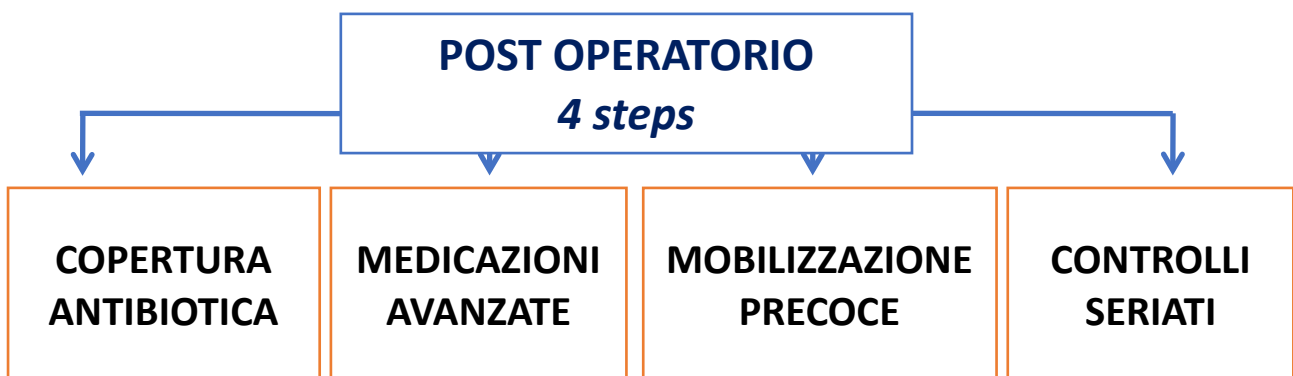 POST OPERATORIO
4 steps
COPERTURA
ANTIBIOTICA
MEDICAZIONI
AVANZATE
MOBILIZZAZIONE
PRECOCE
CONTROLLI
SERIATI